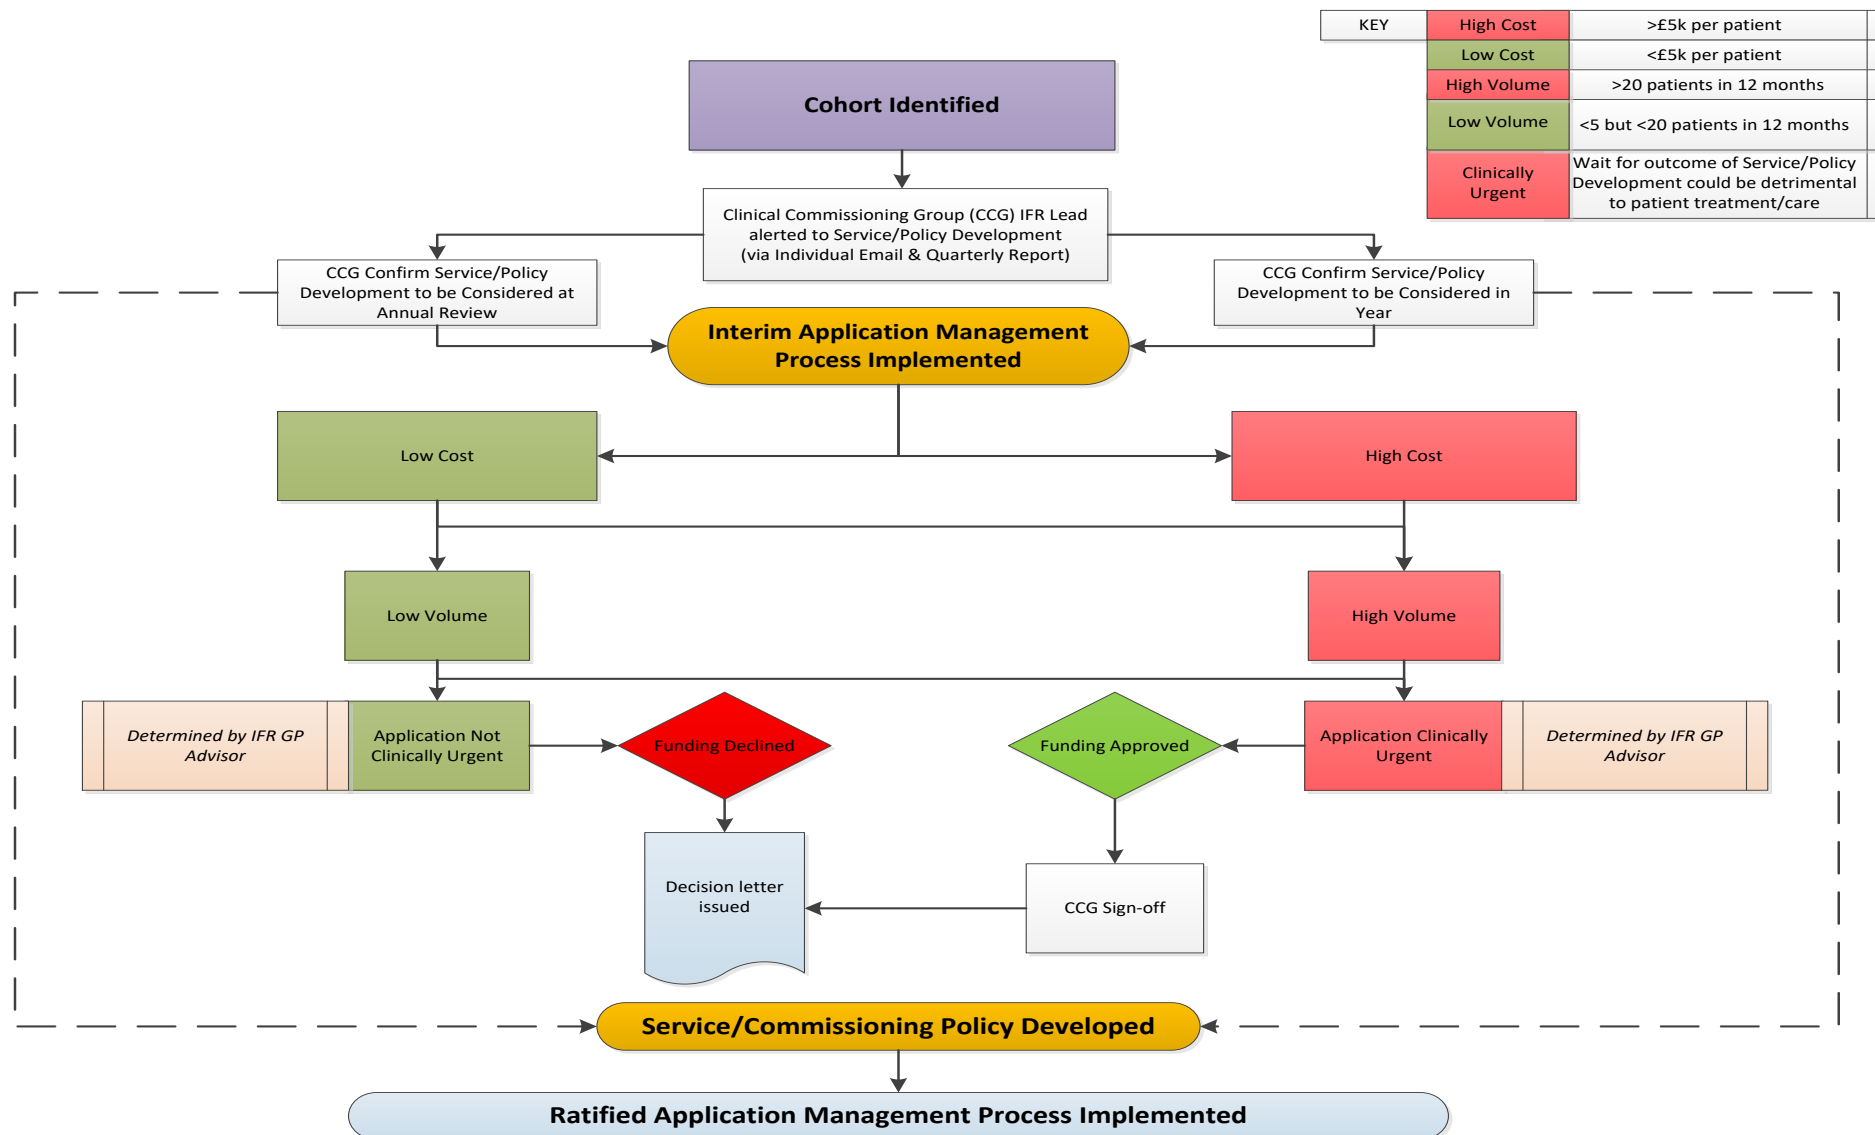 KEY
High Cost
>£5k per patient
Low Cost
<£5k per patient
High Volume
>20 patients in 12 months
Low Volume
<5 but <20 patients in 12 months
Clinically
Urgent
Wait for outcome of Service/Policy
Development could be detrimental
to patient treatment/care
Cohort Identified
Clinical Commissioning Group (CCG) IFR Lead
alerted to Service/Policy Development
(via Individual Email & Quarterly Report)
CCG Confirm Service/Policy
Development to be Considered at
Annual Review
CCG Confirm Service/Policy
Development to be Considered in
Year
Interim Application Management
Process Implemented
Low Cost
High Cost
Low Volume
High Volume
Determined by IFR GP
Advisor
Application Not
Clinically Urgent
Funding Declined
Funding Approved
Application Clinically
Urgent
Determined by IFR GP
Advisor
Decision letter
issued
CCG Sign-off
Service/Commissioning Policy Developed
Ratified Application Management Process Implemented